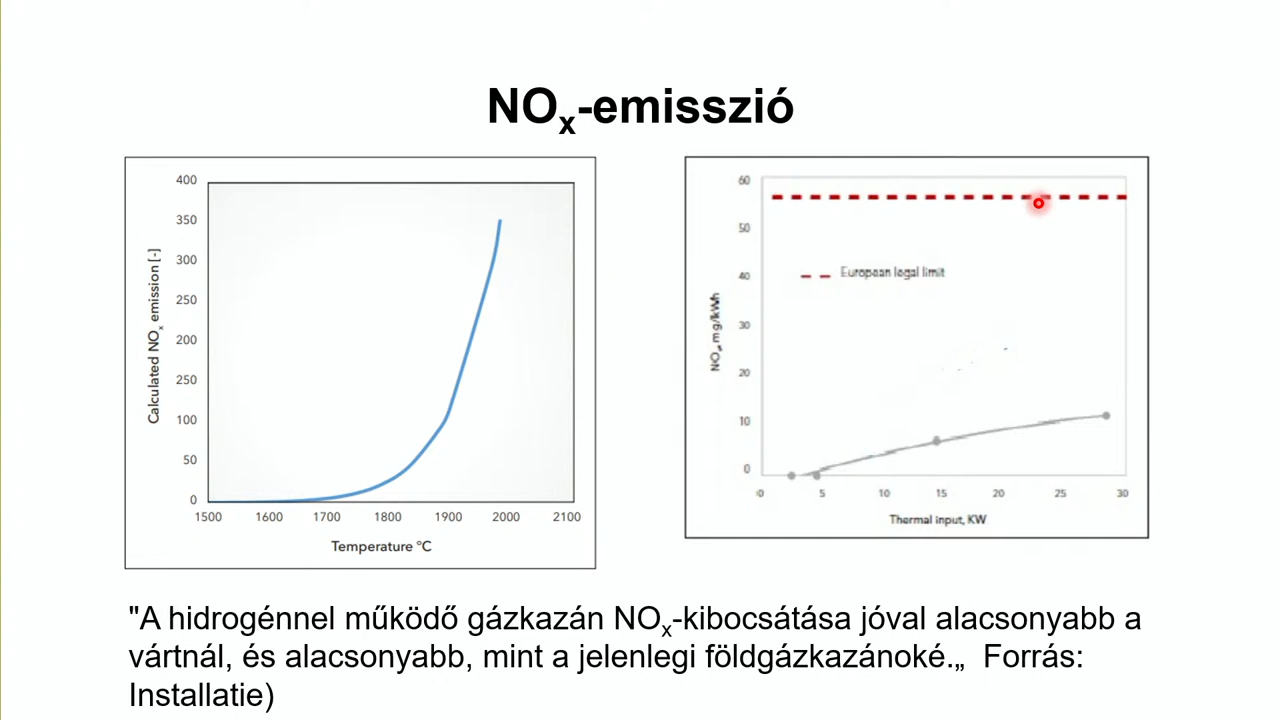 NOx-emisszió
400
350
300
250
200
250
100
50
0
Calculated NOx emission [-]
1500 1600 1700 1800 1900 2000 2100
Temperature °C
60
50
40
30
20
10
0
NOx, mg/kWh
European legal limit
0 5 10 15 20 25 30
Thermal input, KW
"A hidrogénnel működő gázkazán NOx-kibocsátása jóval alacsonyabb a
vártnál, és alacsonyabb, mint a jelenlegi földgázkazánoké.„ Forrás:
Installatie)